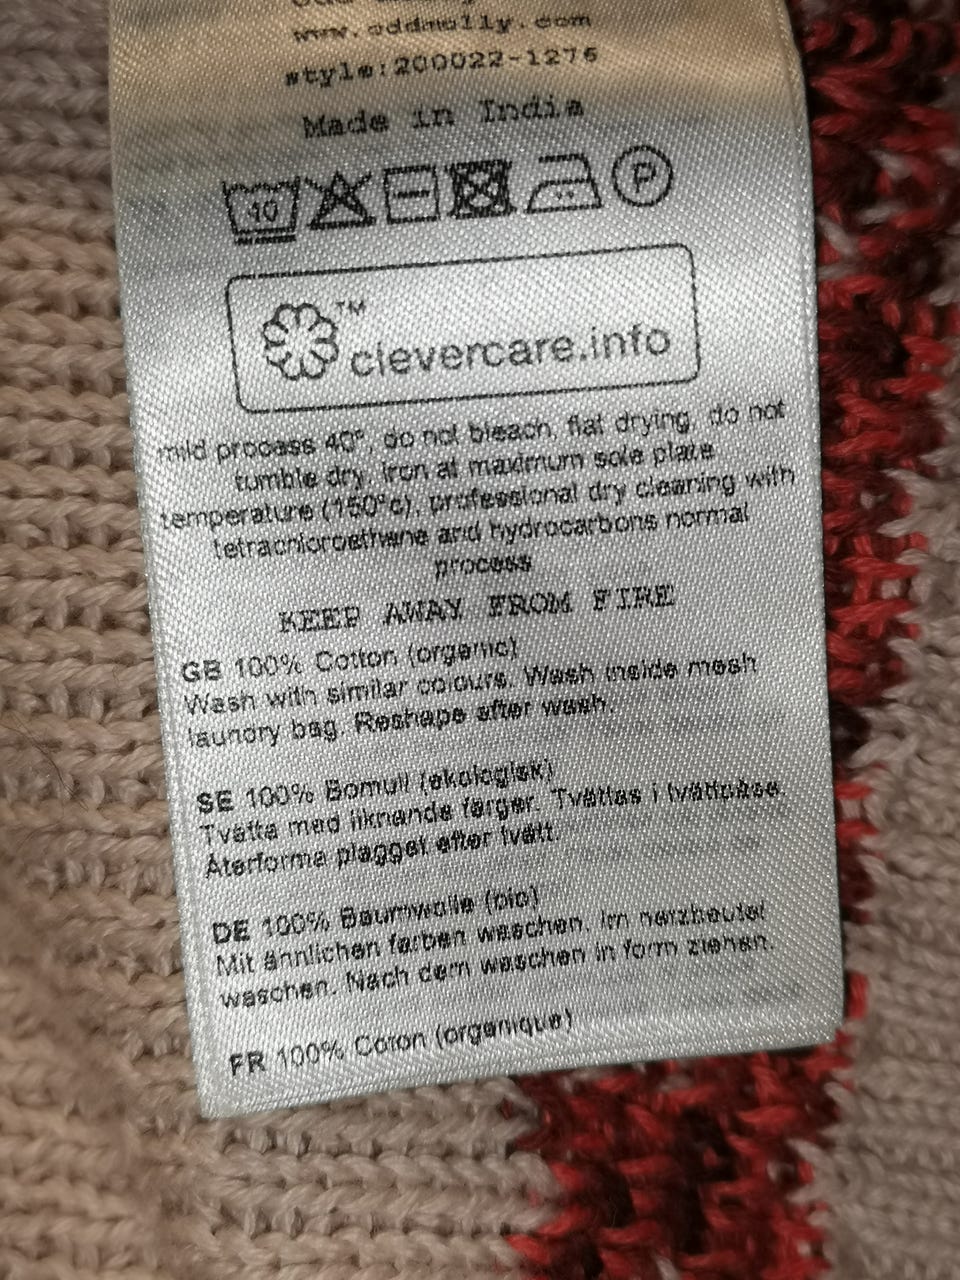 www.oddmolly.com
style:200022-1276
Made in India
40
P
TM
clevercare.info
mild process 40°, do not bleach, flat drying, do not
tumble dry, iron at maximum sole plate
temperature (150°c), professional dry cleaning with
tetrachloroethene and hydrocarbons normal
process
KEEP AWAY FROM FIRE
GB 100% Cotton (organic)
Wash with similar colours. Wash inside mesh
laundry bag. Reshape after wash.
SE 100% Bomull (ekologisk)
Tvätta med liknande färger. Tvättas i tvättpåse.
Återforma plagget efter tvätt.
DE 100% Baumwolle (bio)
Mit ännlichen farben waschen. Im netzbeutel
waschen. Nach dem waschen in form ziehen.
FR 100% Coton (organique)